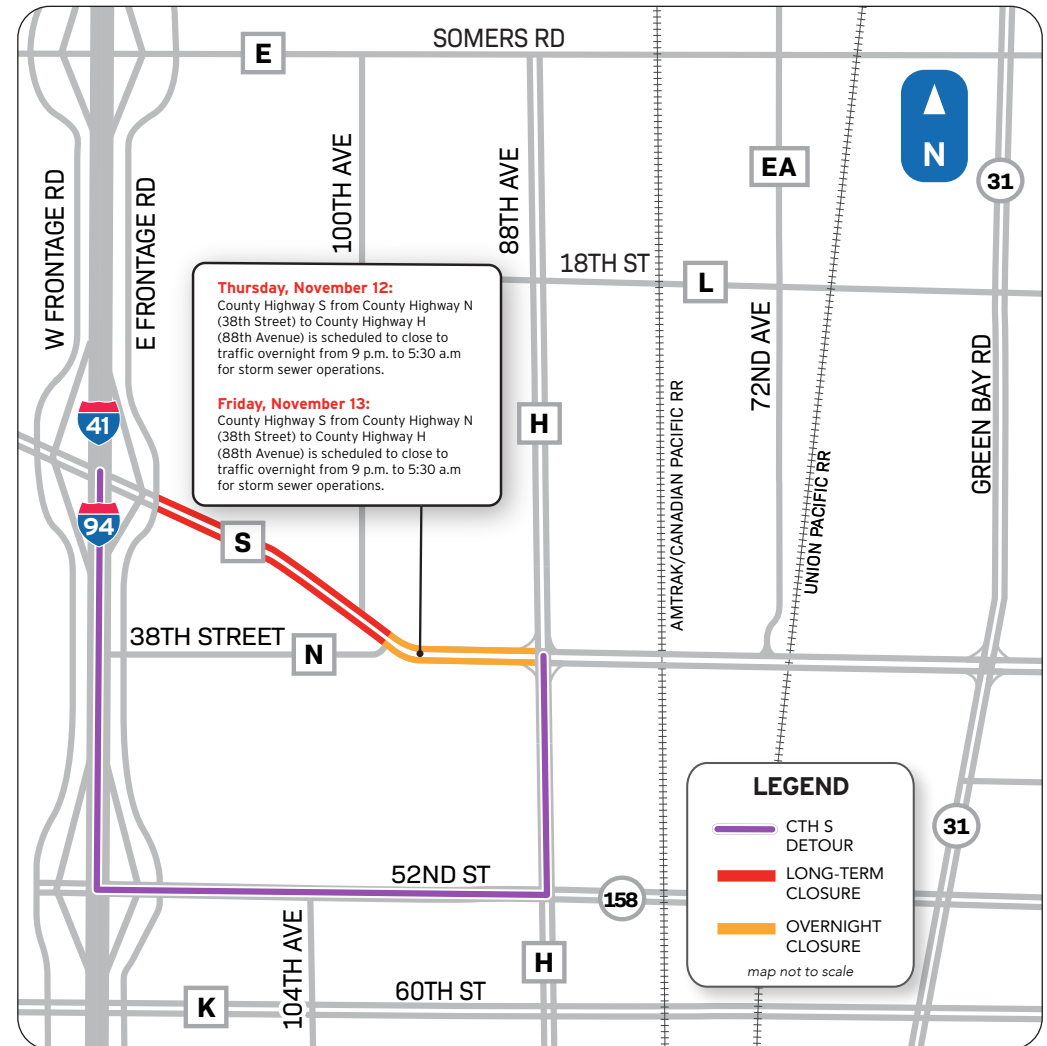 SOMERS RD
E
W FRONTAGE RD
E FRONTAGE RD
100TH AVE
88TH AVE
EA
N
31
18TH ST
L
72ND AVE
GREEN BAY RD
Thursday, November 12:
County Highway S from County Highway N
(38th Street) to County Highway H
(88th Avenue) is scheduled to close to
traffic overnight from 9 p.m. to 5:30 a.m
for storm sewer operations.
Friday, November 13:
County Highway S from County Highway N
(38th Street) to County Highway H
(88th Avenue) is scheduled to close to
traffic overnight from 9 p.m. to 5:30 a.m
for storm sewer operations.
41
H
AMTRAK/CANADIAN PACIFIC RR
UNION PACIFIC RR
94
S
38TH STREET
N
LEGEND
CTH S
DETOUR
LONG-TERM
CLOSURE
OVERNIGHT
CLOSURE
map not to scale
31
52ND ST
158
104TH AVE
H
60TH ST
K